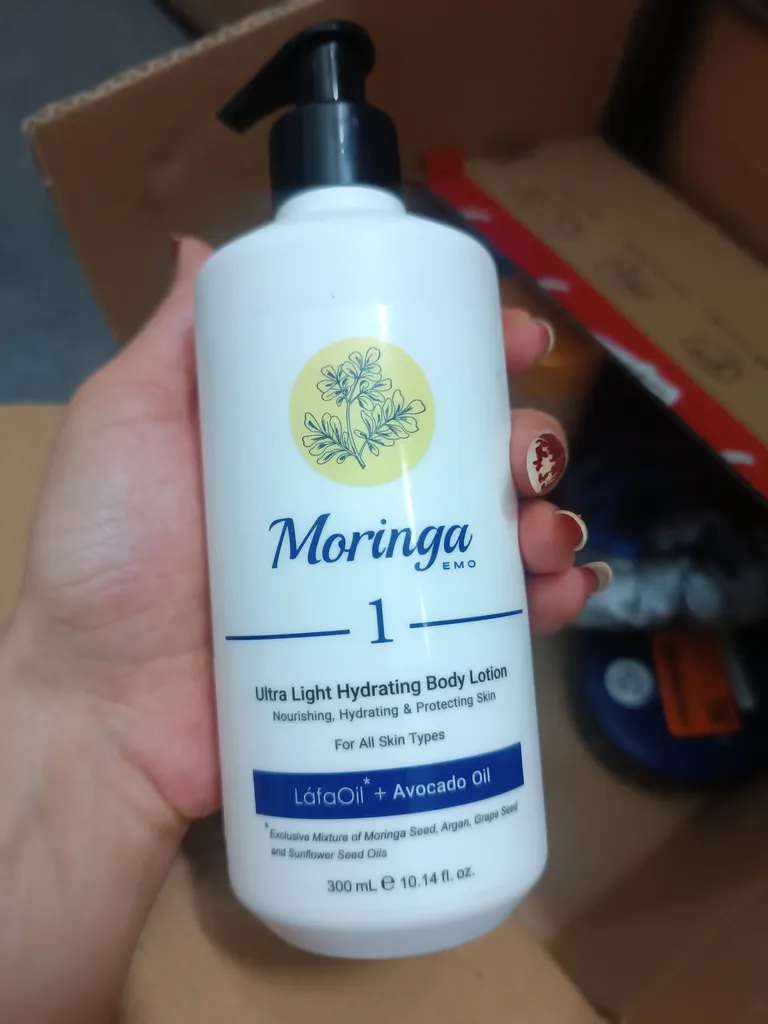 Moringa
EMO
1
Ultra Light Hydrating Body Lotion
Nourishing, Hydrating & Protecting Skin
For All Skin Types
LáfaOil* + Avocado Oil
*Exclusive Mixture of Moringa Seed, Argan, Grape Seed
and Sunflower Seed Oils
300 mL ℮ 10.14 fl. oz.